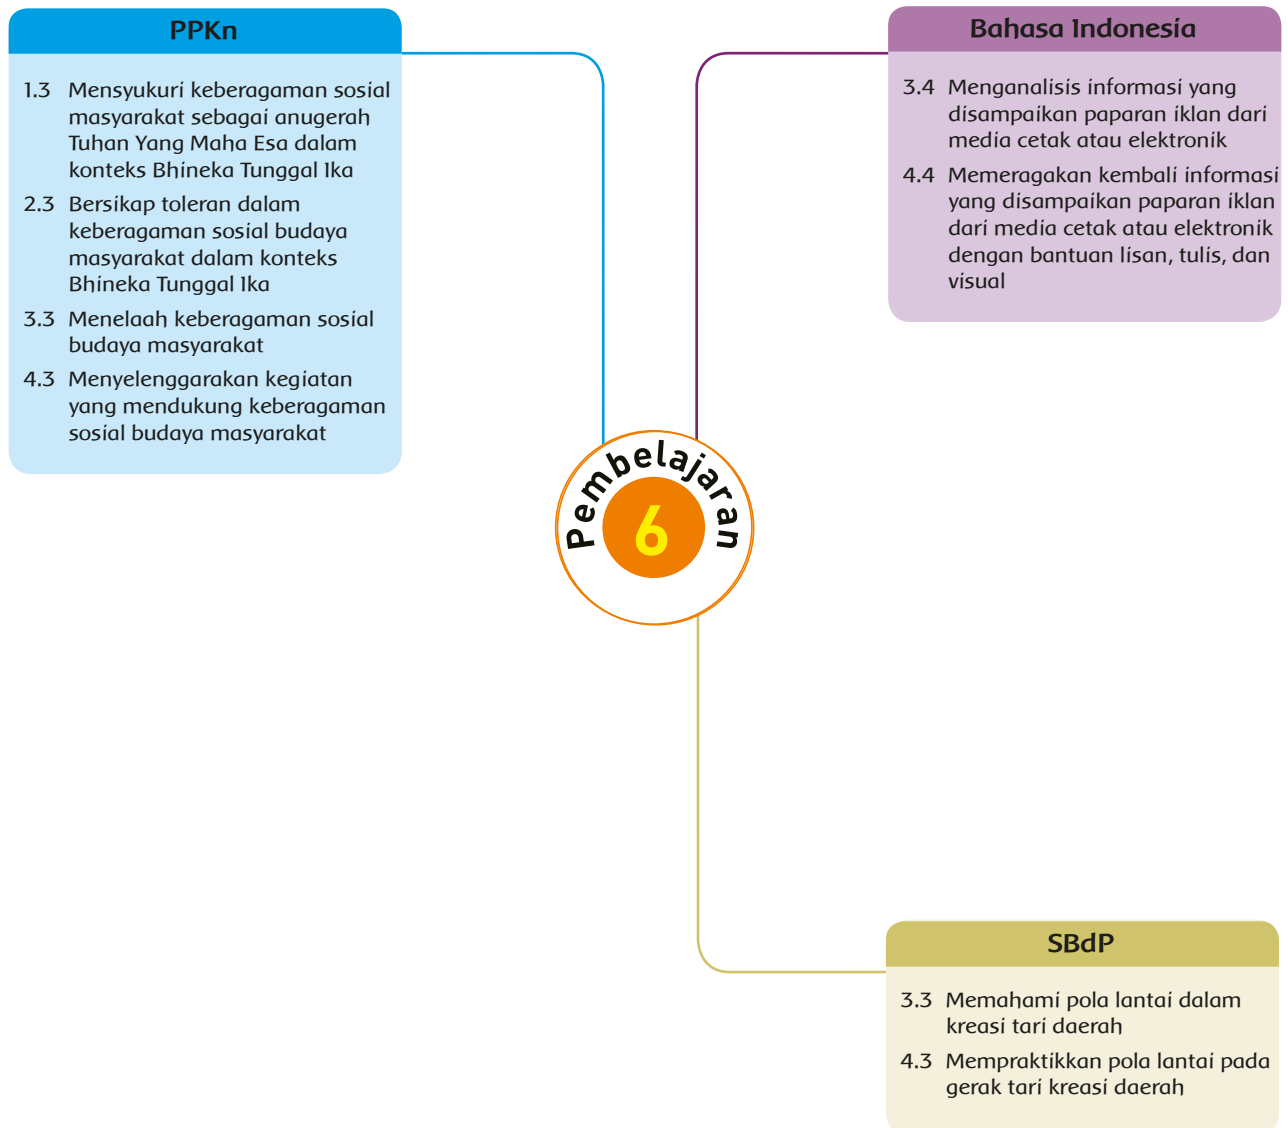 PPKn
1.3 Mensyukuri keberagaman sosial
masyarakat sebagai anugerah
Tuhan Yang Maha Esa dalam
konteks Bhineka Tunggal Ika
2.3 Bersikap toleran dalam
keberagaman sosial budaya
masyarakat dalam konteks
Bhineka Tunggal Ika
3.3 Menelaah keberagaman sosial
budaya masyarakat
4.3 Menyelenggarakan kegiatan
yang mendukung keberagaman
sosial budaya masyarakat
Bahasa Indonesia
3.4 Menganalisis informasi yang
disampaikan paparan iklan dari
media cetak atau elektronik
4.4 Memeragakan kembali informasi
yang disampaikan paparan iklan
dari media cetak atau elektronik
dengan bantuan lisan, tulis, dan
visual
Pembelajaran
6
SBdP
3.3 Memahami pola lantai dalam
kreasi tari daerah
4.3 Mempraktikkan pola lantai pada
gerak tari kreasi daerah